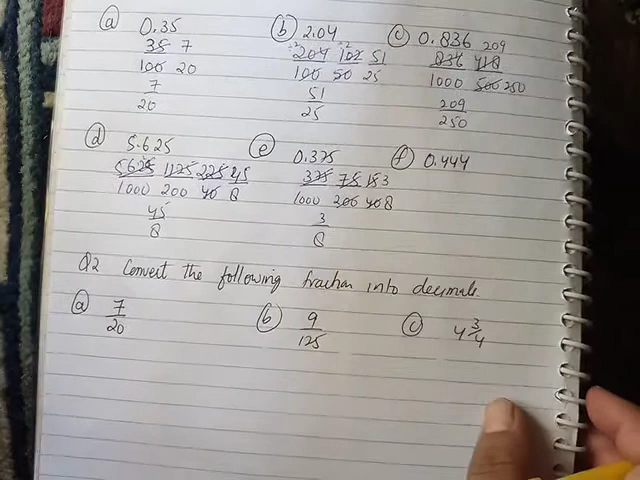 (a) 0.35 (b) 2.04 (c) 0.836 209
35 7 204 102 51 836 418
100 20 100 50 25 1000 500 250
7 51 209
20 25 250
(d) 5.625 (e) 0.375 (f) 0.444
5625 1125 225 45 375 75 15 3
1000 200 40 8 1000 200 40 8
45 3
8 8
Q2 Convert the following fraction into decimals.
(a) 7 (b) 9 (c) 4 3/4
20 125